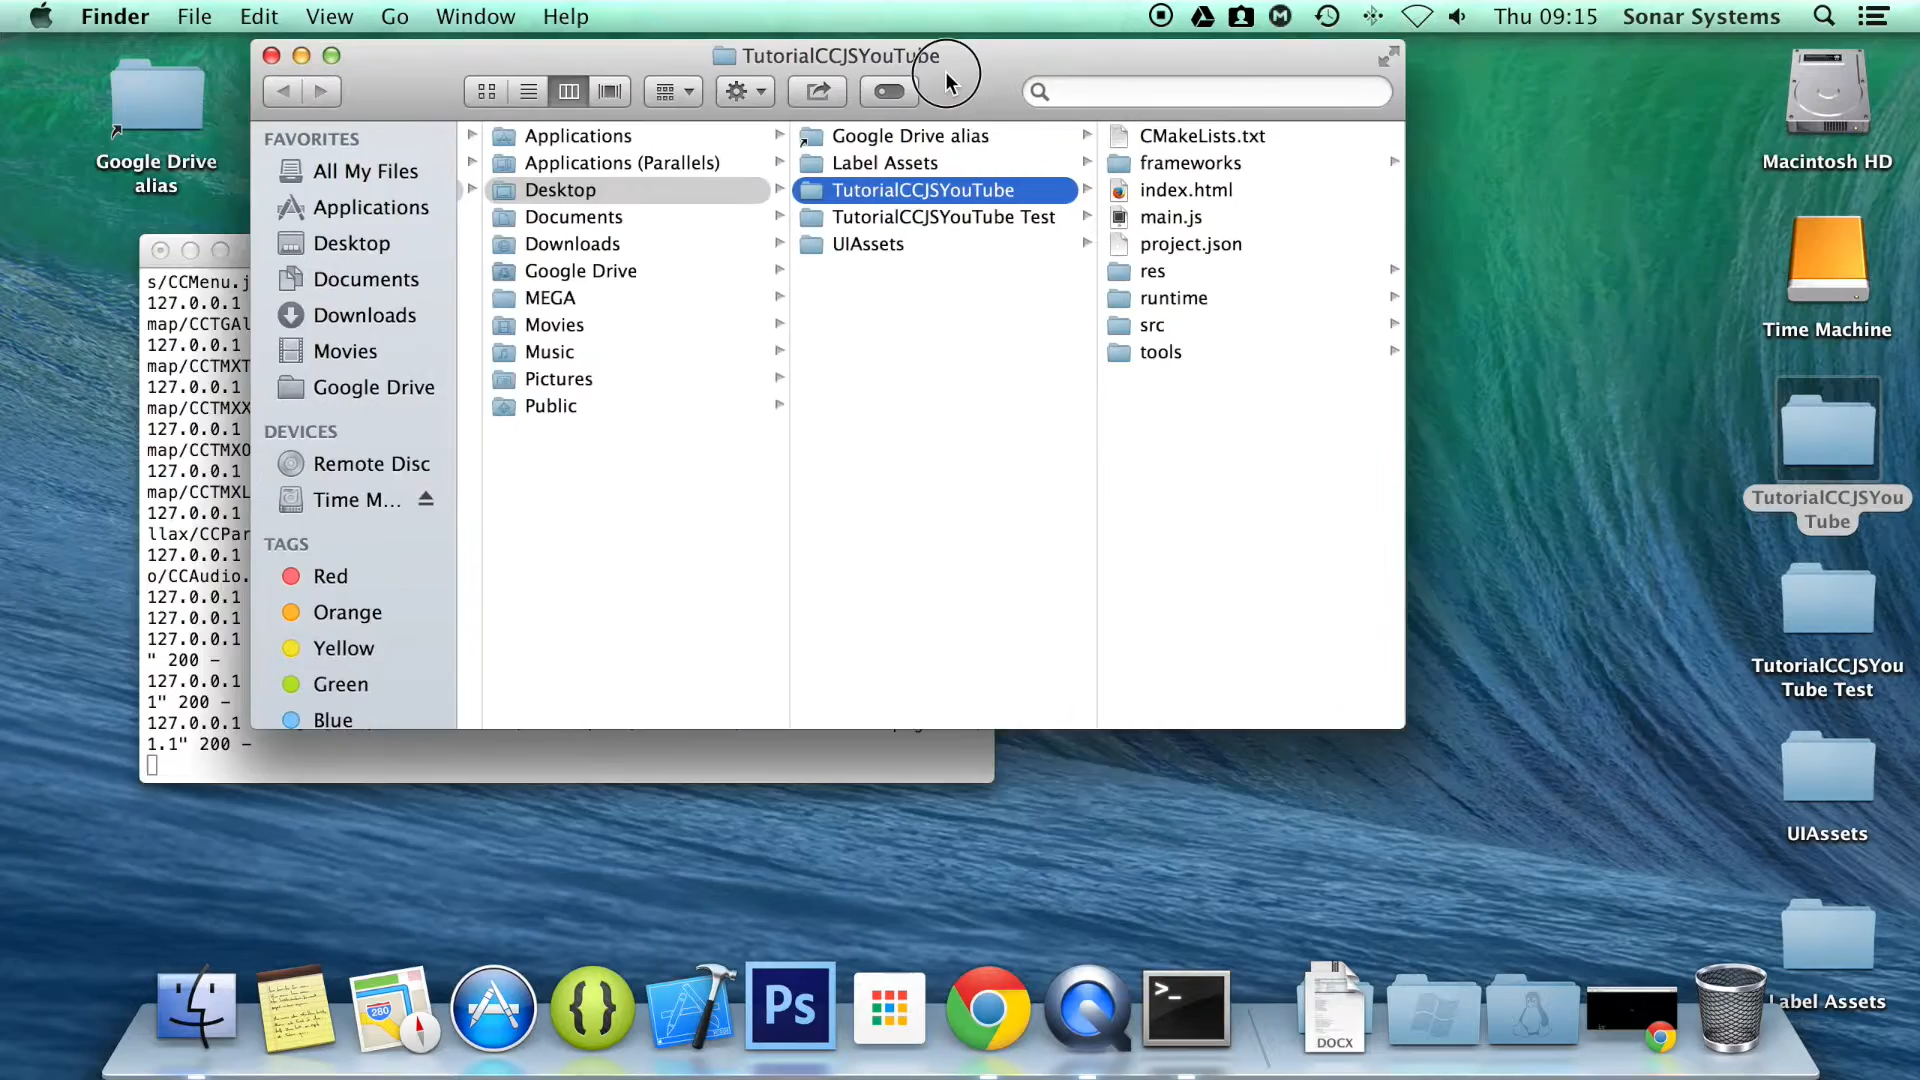 Finder File Edit View Go Window Help Thu 09:15 Sonar Systems
TutorialCCJSYouTube
FAVORITES
All My Files
Applications
Desktop
Documents
Downloads
Movies
Google Drive
DEVICES
Remote Disc
Time M...
TAGS
Red
Orange
Yellow
Green
Blue
Applications
Applications (Parallels)
Desktop
Documents
Downloads
Google Drive
MEGA
Movies
Music
Pictures
Public
Google Drive alias
Label Assets
TutorialCCJSYouTube
TutorialCCJSYouTube Test
UIAssets
CMakeLists.txt
frameworks
index.html
main.js
project.json
res
runtime
src
tools
s/CCMenu.j
127.0.0.1
map/CCTGAl
127.0.0.1
map/CCTMXT
127.0.0.1
map/CCTMXX
127.0.0.1
map/CCTMXO
127.0.0.1
map/CCTMXL
127.0.0.1
llax/CCPar
127.0.0.1
o/CCAudio.
127.0.0.1
127.0.0.1
127.0.0.1
" 200 -
127.0.0.1
1" 200 -
127.0.0.1
1.1" 200 -
Google Drive
alias
Macintosh HD
Time Machine
TutorialCCJSYou
Tube
TutorialCCJSYou
Tube Test
UIAssets
Label Assets
280
Ps
>_
DOCX